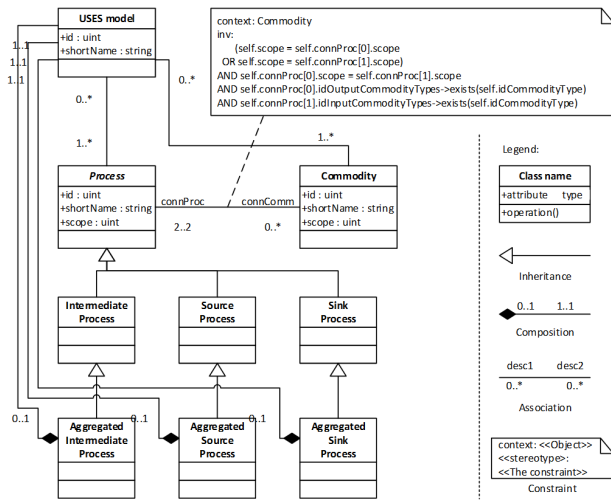 USES model
+id : uint
+shortName : string
1..1
1..1
1..1
0..*
0..*
1..*
1..*
context: Commodity
inv:
(self.scope = self.connProc[0].scope
OR self.scope = self.connProc[1].scope)
AND self.connProc[0].scope = self.connProc[1].scope
AND self.connProc[0].idOutputCommodityTypes->exists(self.idCommodityType)
AND self.connProc[1].idInputCommodityTypes->exists(self.idCommodityType)
Process
+id : uint
+shortName : string
+scope : uint
connProc
connComm
2..2
0..*
Commodity
+id : uint
+shortName : string
+scope : uint
Intermediate
Process
Source
Process
Sink
Process
0..1
0..1
0..1
Aggregated
Intermediate
Process
Aggregated
Source
Process
Aggregated
Sink
Process
Legend:
Class name
+attribute type
+operation()
Inheritance
0..1 1..1
Composition
desc1 desc2
0..* 0..*
Association
context: <<Object>>
<<stereotype>>:
<<The constraint>>
Constraint